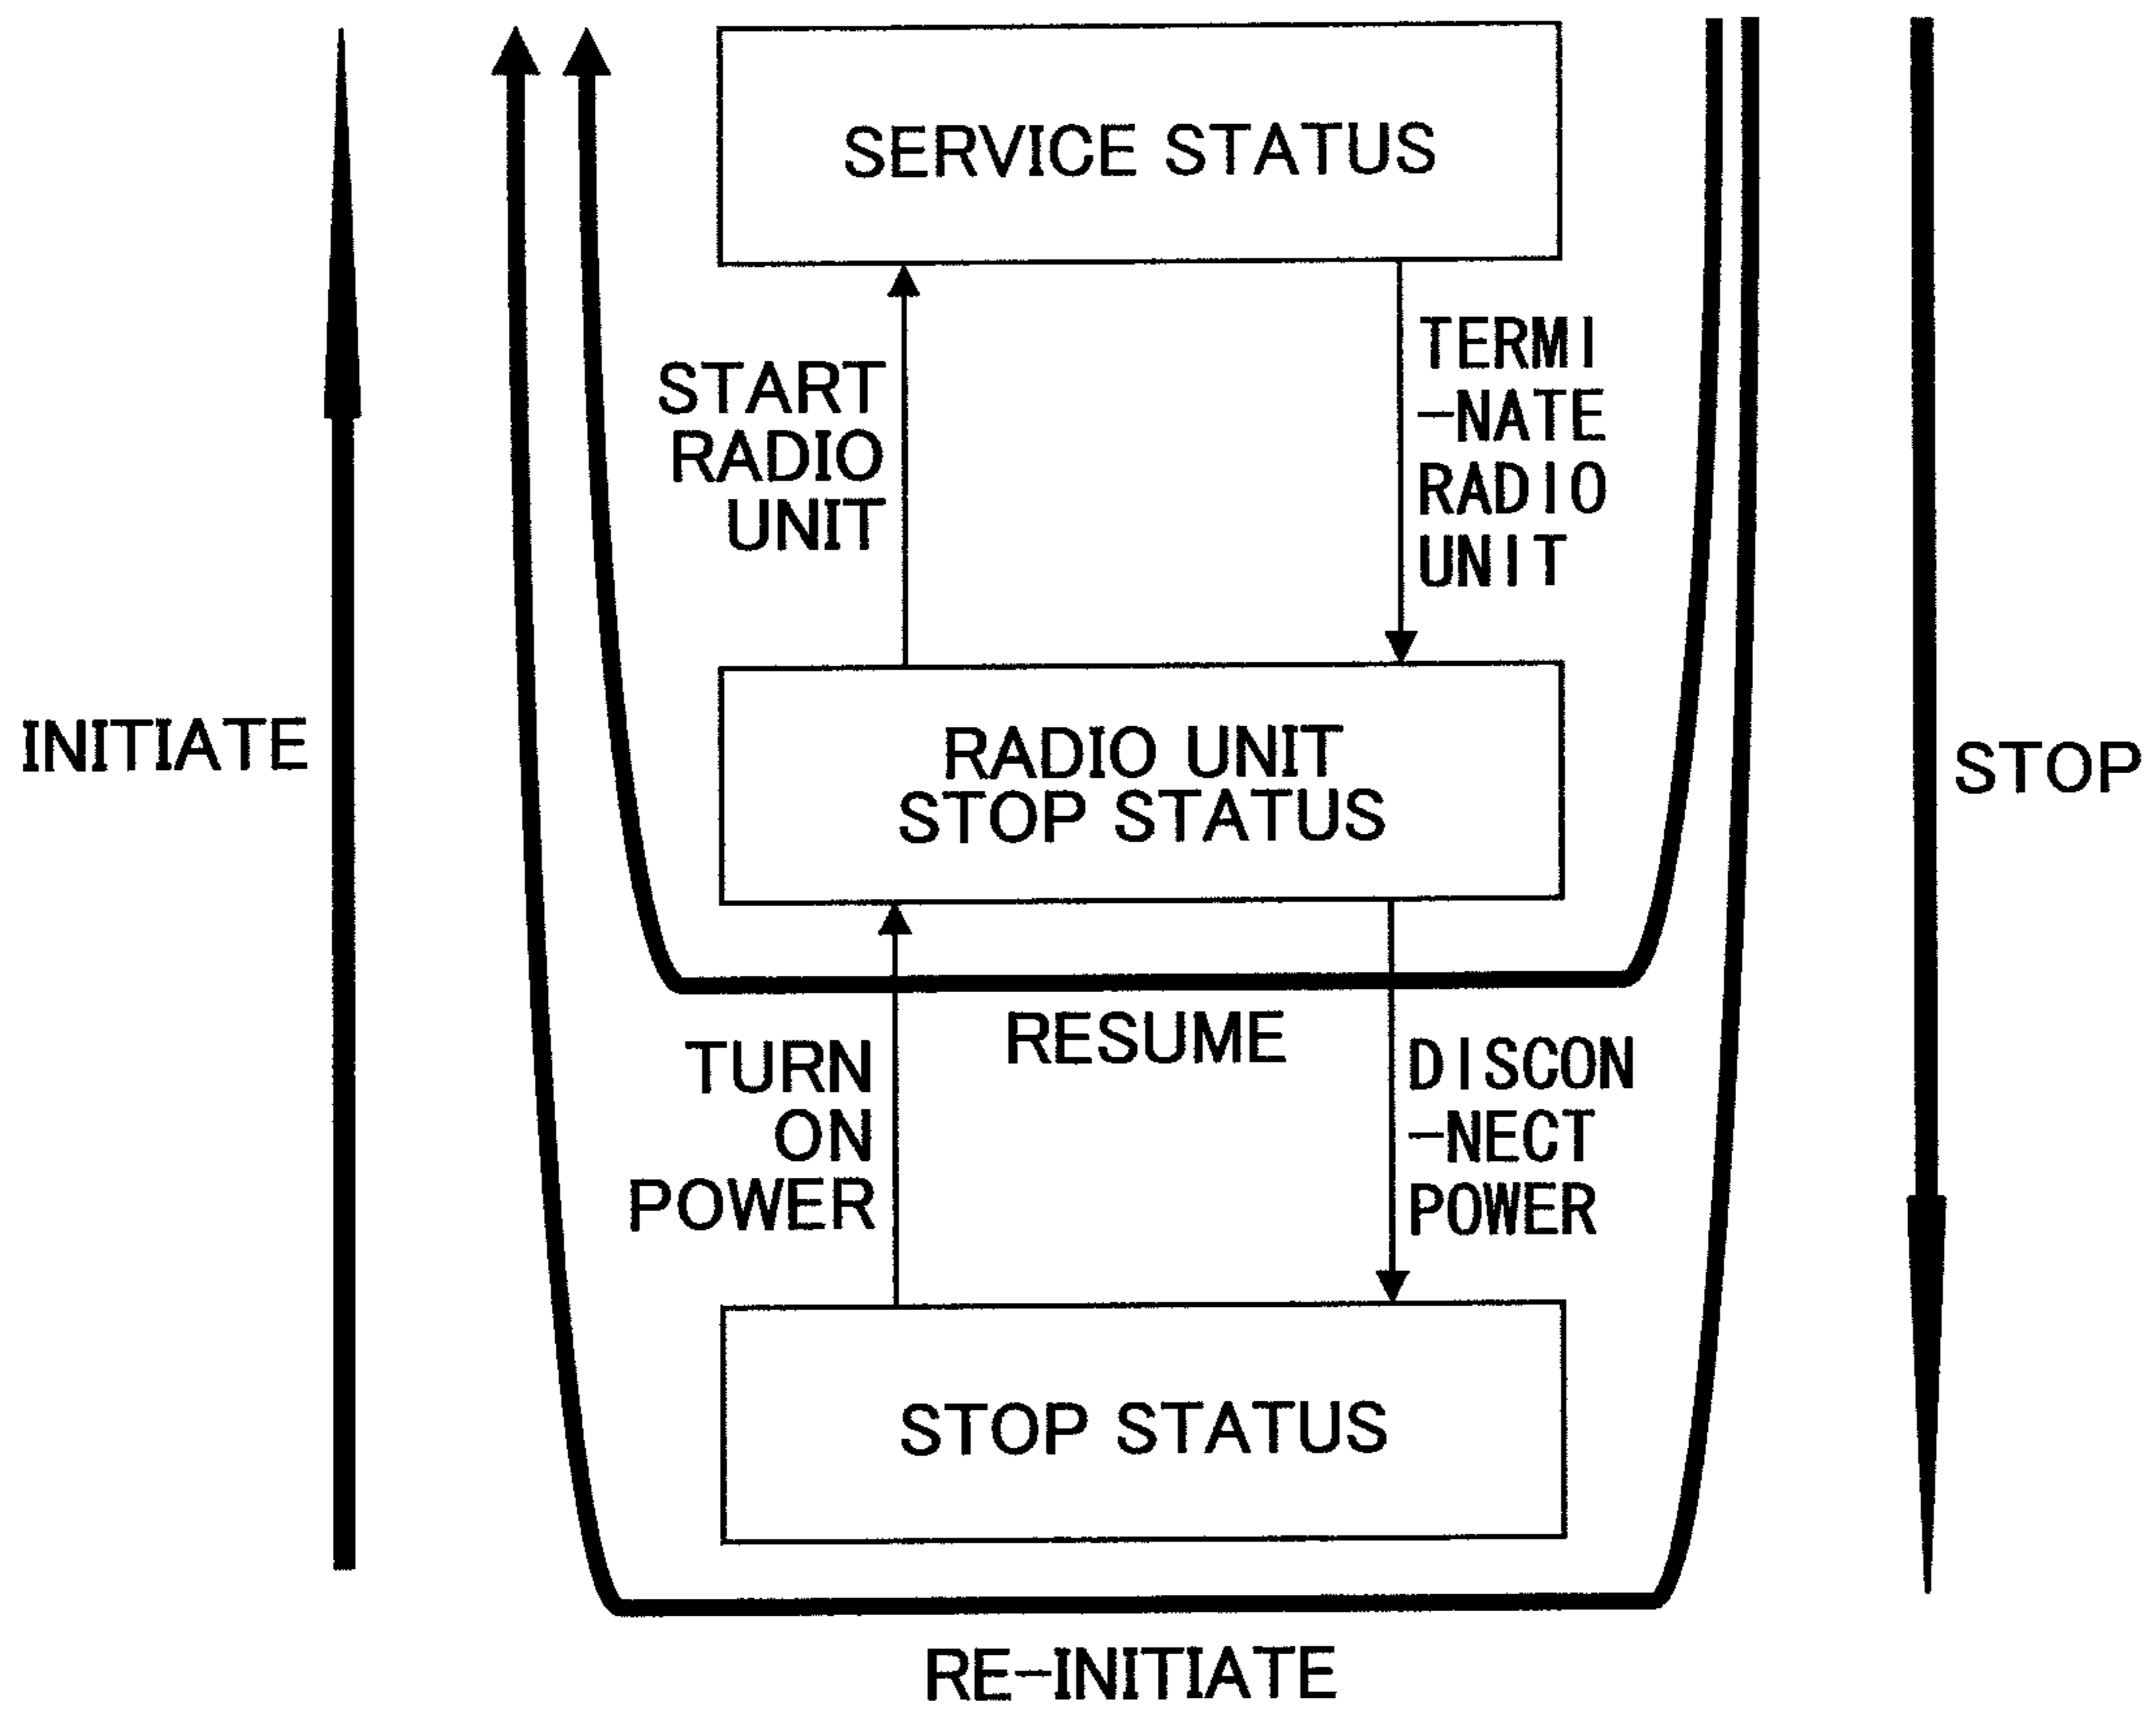 SERVICE STATUS
START
RADIO
UNIT
TERMI
-NATE
RADIO
UNIT
INITIATE
RADIO UNIT
STOP STATUS
STOP
RESUME
TURN
ON
POWER
DISCON
-NECT
POWER
STOP STATUS
RE-INITIATE